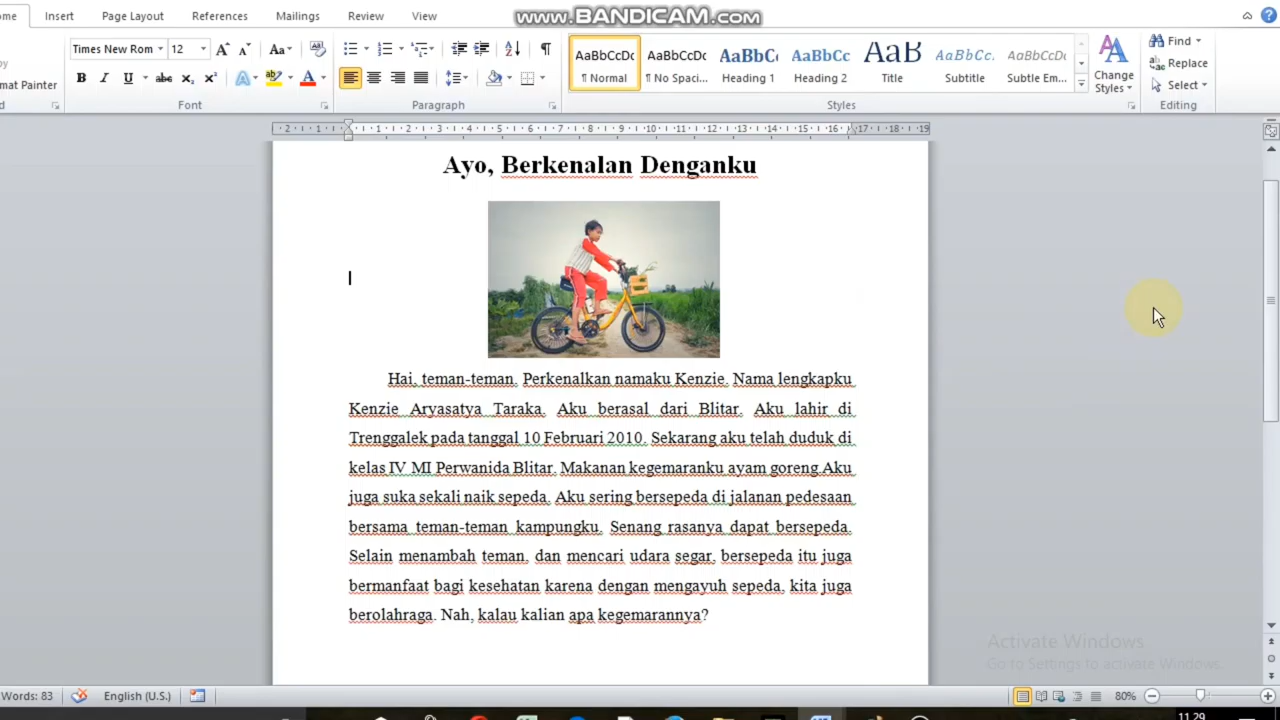 www.BANDICAM.com
Insert Page Layout References Mailings Review View
Times New Rom 12 Aa
AaBbCcDc AaBbCcDc AaBbCc AaBbCc AaB AaBbCcDc AaBbCcDc
¶ Normal ¶ No Spaci... Heading 1 Heading 2 Title Subtitle Subtle Em...
Change Styles
Find
Replace
Select
mat Painter
Font Paragraph Styles Editing
Ayo, Berkenalan Denganku
Hai, teman-teman. Perkenalkan namaku Kenzie. Nama lengkapku
Kenzie Aryasatya Taraka. Aku berasal dari Blitar. Aku lahir di
Trenggalek pada tanggal 10 Februari 2010. Sekarang aku telah duduk di
kelas IV MI Perwanida Blitar. Makanan kegemaranku ayam goreng.Aku
juga suka sekali naik sepeda. Aku sering bersepeda di jalanan pedesaan
bersama teman-teman kampungku. Senang rasanya dapat bersepeda.
Selain menambah teman, dan mencari udara segar, bersepeda itu juga
bermanfaat bagi kesehatan karena dengan mengayuh sepeda, kita juga
berolahraga. Nah, kalau kalian apa kegemarannya?
Activate Windows
Go to Settings to activate Windows.
Words: 83 English (U.S.) 80%
11.29